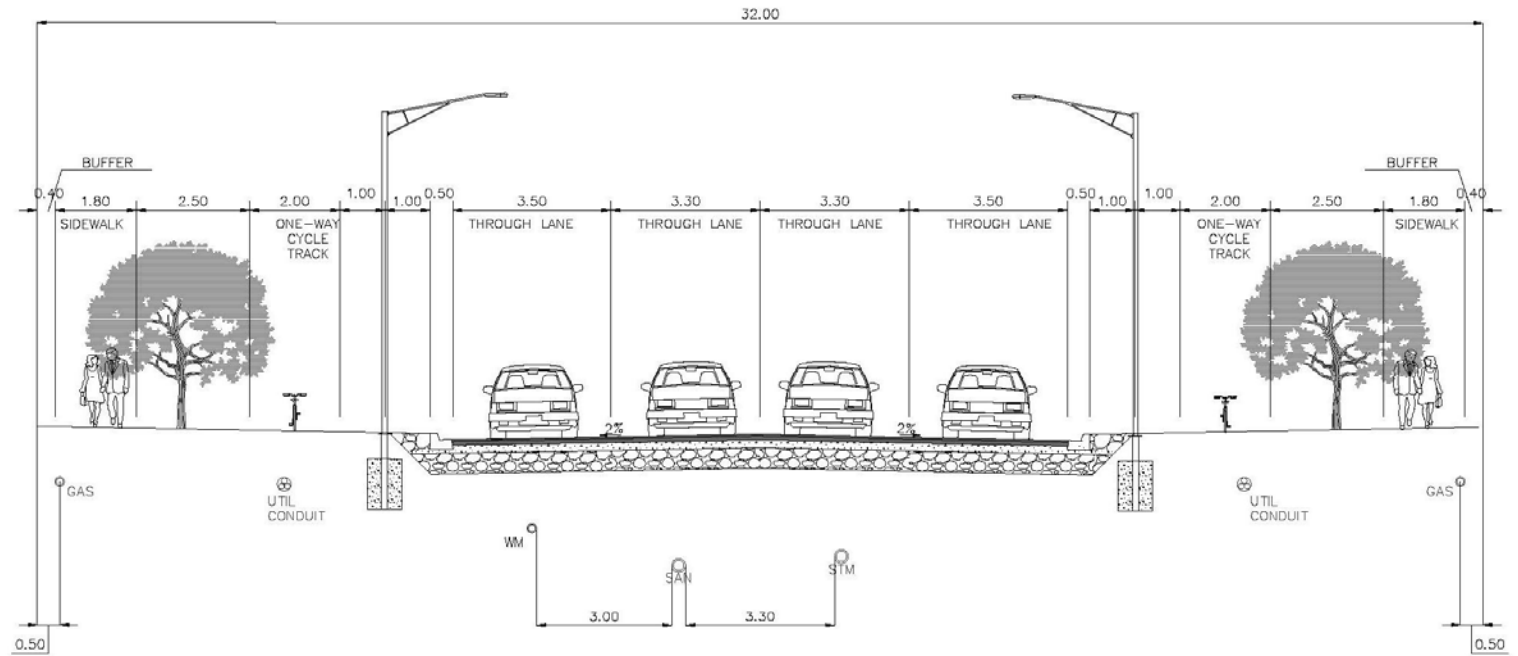 32.00
BUFFER
BUFFER
0.40 1.80 2.50 2.00 1.00 1.00 0.50 3.50 3.30 3.30 3.50 0.50 1.00 1.00 2.00 2.50 1.80 0.40
SIDEWALK
ONE-WAY
CYCLE
TRACK
THROUGH LANE
THROUGH LANE
THROUGH LANE
THROUGH LANE
ONE-WAY
CYCLE
TRACK
SIDEWALK
2%
2%
GAS
UTIL
CONDUIT
WM
SAN
STM
UTIL
CONDUIT
GAS
3.00
3.30
0.50
0.50